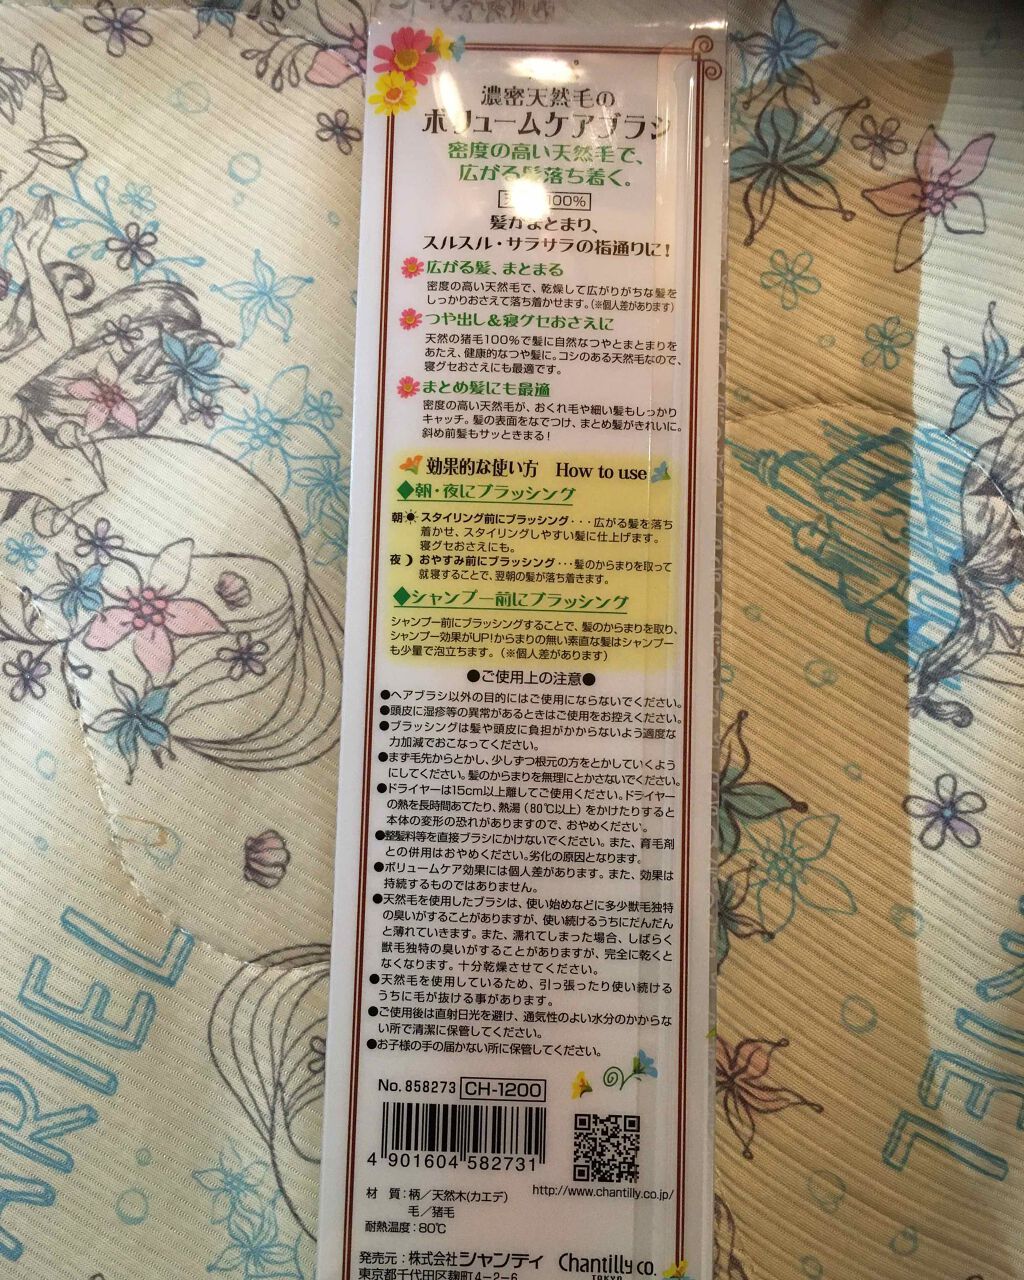 濃密天然毛の
ボリュームケアブラシ
密度の高い天然毛で、
広がる髪落ち着く。
100%
髪がまとまり、
スルスル・サラサラの指通りに!
広がる髪、まとまる
密度の高い天然毛で、乾燥して広がりがちな髪を
しっかりおさえて落ち着かせます。(※個人差があります)
つや出し&寝グセおさえに
天然の猪毛100%で髪に自然なつやとまとまりを
あたえ、健康的なつや髪に。コシのある天然毛なので、
寝グセおさえにも最適です。
まとめ髪にも最適
密度の高い天然毛が、おくれ毛や細い髪もしっかり
キャッチ。髪の表面をなでつけ、まとめ髪がきれいに。
斜め前髪もサッときまる!
効果的な使い方 How to use
◆朝・夜にブラッシング
朝 スタイリング前にブラッシング・・・広がる髪を落ち
着かせ、スタイリングしやすい髪に仕上げます。
寝グセおさえにも。
夜 おやすみ前にブラッシング・・・髪のからまりを取って
就寝することで、翌朝の髪が落ち着きます。
◆シャンプー前にブラッシング
シャンプー前にブラッシングすることで、髪のからまりを取り、
シャンプー効果がUP!からまりの無い素直な髪はシャンプー
も少量で泡立ちます。(※個人差があります)
●ご使用上の注意●
●ヘアブラシ以外の目的にはご使用にならないでください。
●頭皮に湿疹等の異常があるときはご使用をお控えください。
●ブラッシングは髪や頭皮に負担がかからないよう適度な
力加減でおこなってください。
●まず毛先からとかし、少しずつ根元の方をとかしていくよう
にしてください。髪のからまりを無理にとかさないでください。
●ドライヤーは15cm以上離してご使用ください。ドライヤー
の熱を長時間あてたり、熱湯(80℃以上)をかけたりすると
本体の変形の恐れがありますので、おやめください。
●整髪料等を直接ブラシにかけないでください。また、育毛剤
との併用はおやめください。劣化の原因となります。
●ボリュームケア効果には個人差があります。また、効果は
持続するものではありません。
●天然毛を使用したブラシは、使い始めなどに多少獣毛独特
の臭いがすることがありますが、使い続けるうちにだんだん
と薄れていきます。また、濡れてしまった場合、しばらく
獣毛独特の臭いがすることがありますが、完全に乾くと
なくなります。十分乾燥させてください。
●天然毛を使用しているため、引っ張ったり使い続ける
うちに毛が抜ける事があります。
●ご使用後は直射日光を避け、通気性のよい水分のかからな
い所で清潔に保管してください。
●お子様の手の届かない所に保管してください。
No.858273 CH-1200
4 901604 582731
http://www.chantilly.co.jp/
材 質:柄/天然木(カエデ)
毛/猪毛
耐熱温度:80℃
発売元:株式会社シャンティ Chantilly CO.
TOKYO
東京都千代田区麹町4-2-6
ARIEL
ARIEL